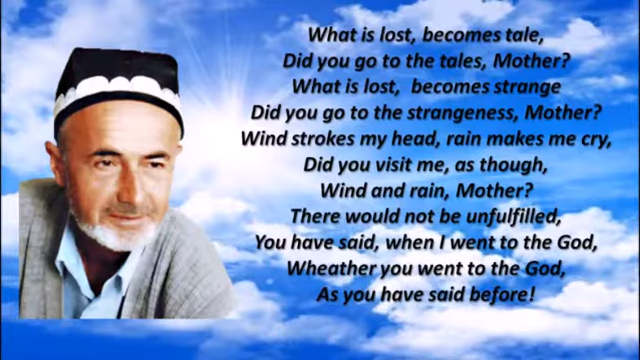 What is lost, becomes tale,
Did you go to the tales, Mother?
What is lost,  becomes strange
Did you go to the strangeness, Mother?
Wind strokes my head, rain makes me cry,
Did you visit me, as though,
Wind and rain, Mother?
There would not be unfulfilled,
You have said, when I went to the God,
Wheather you went to the God,
As you have said before!